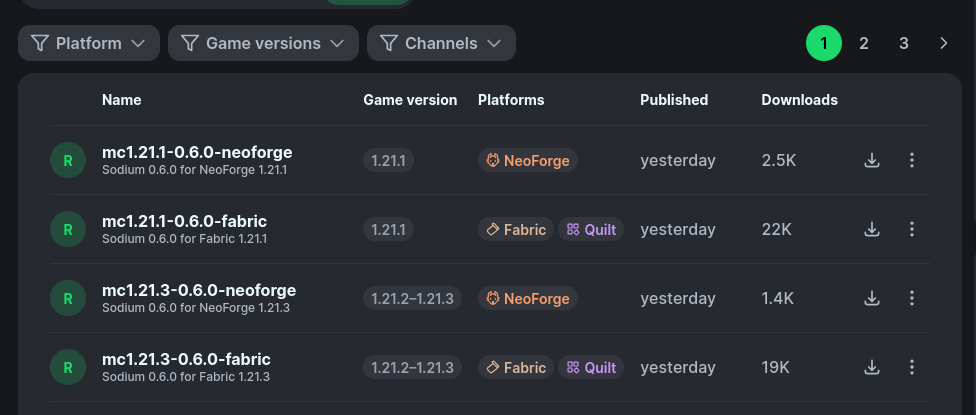 Platform Game versions Channels 1 2 3
Name Game version Platforms Published Downloads
R mc1.21.1-0.6.0-neoforge 1.21.1 NeoForge yesterday 2.5K
Sodium 0.6.0 for NeoForge 1.21.1
R mc1.21.1-0.6.0-fabric 1.21.1 Fabric Quilt yesterday 22K
Sodium 0.6.0 for Fabric 1.21.1
R mc1.21.3-0.6.0-neoforge 1.21.2–1.21.3 NeoForge yesterday 1.4K
Sodium 0.6.0 for NeoForge 1.21.3
R mc1.21.3-0.6.0-fabric 1.21.2–1.21.3 Fabric Quilt yesterday 19K
Sodium 0.6.0 for Fabric 1.21.3